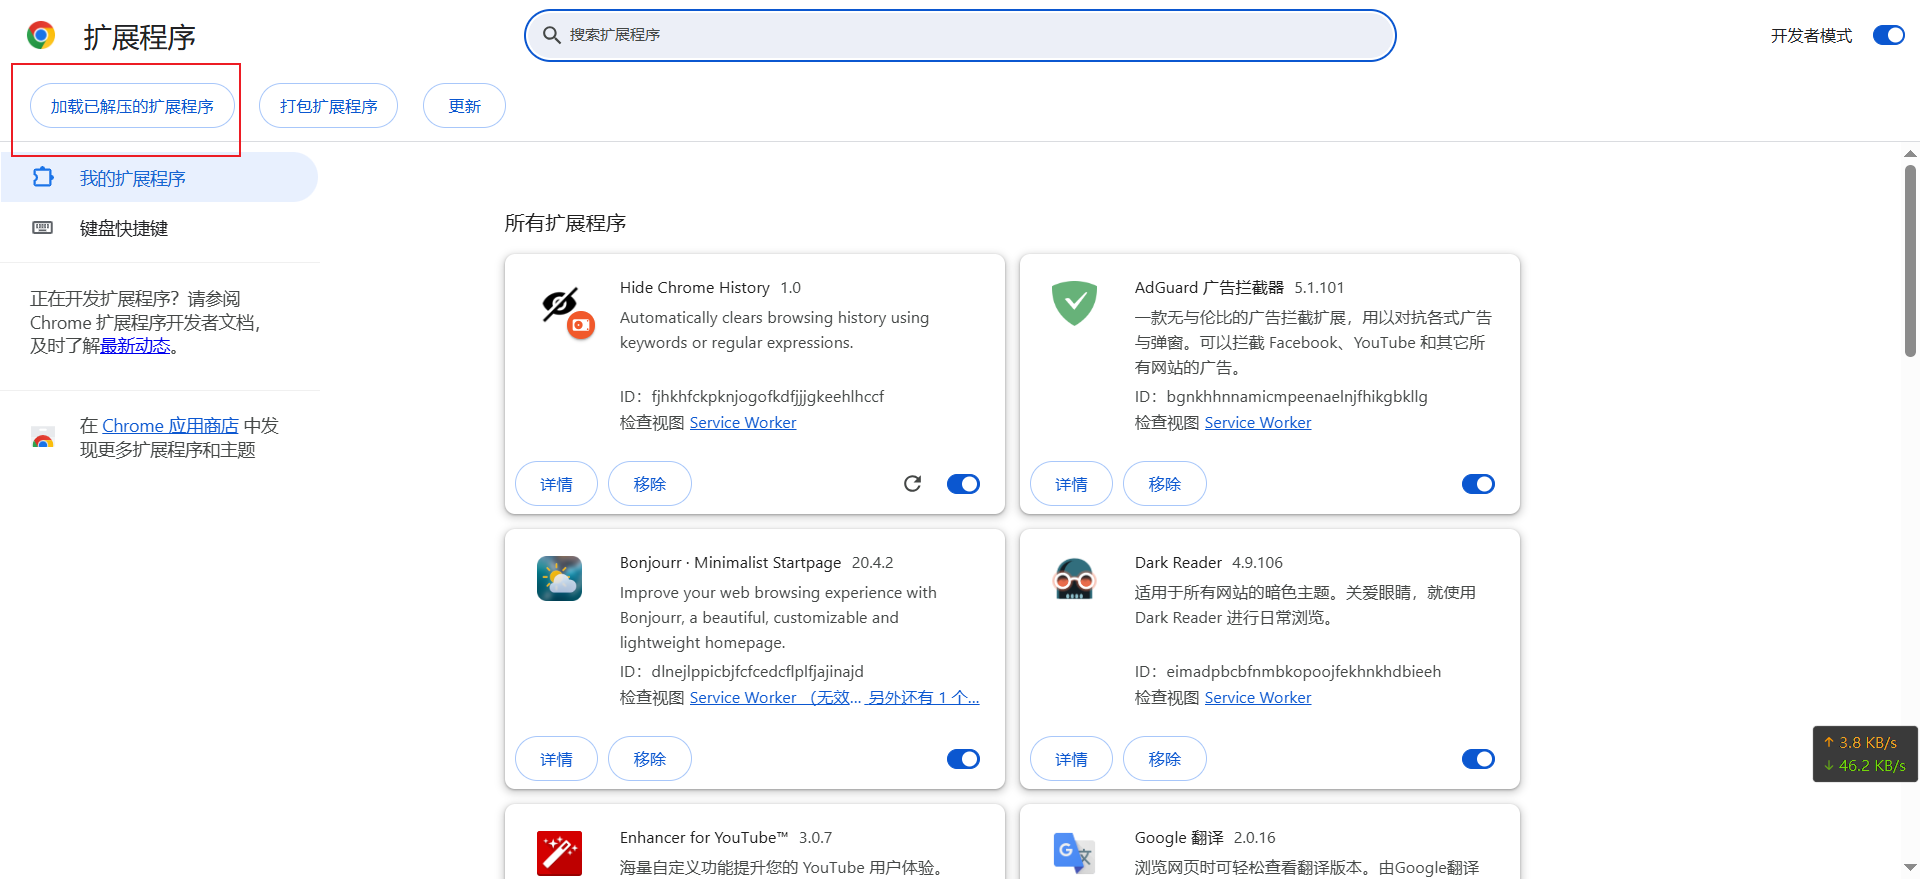 扩展程序
搜索扩展程序
开发者模式
加载已解压的扩展程序
打包扩展程序
更新
我的扩展程序
键盘快捷键
正在开发扩展程序？请参阅
Chrome 扩展程序开发者文档，
及时了解最新动态。
在 Chrome 应用商店 中发
现更多扩展程序和主题
所有扩展程序
Hide Chrome History 1.0
Automatically clears browsing history using
keywords or regular expressions.
ID：fjhkhfckpknjogofkdfjjjgkeehlhccf
检查视图 Service Worker
详情
移除
AdGuard 广告拦截器 5.1.101
一款无与伦比的广告拦截扩展，用以对抗各式广告
与弹窗。可以拦截 Facebook、YouTube 和其它所
有网站的广告。
ID：bgnkhhnnamicmpeenaelnjfhikgbkllg
检查视图 Service Worker
详情
移除
Bonjourr · Minimalist Startpage 20.4.2
Improve your web browsing experience with
Bonjourr, a beautiful, customizable and
lightweight homepage.
ID：dlnejlppicbjfcfcedcflplfjajinajd
检查视图 Service Worker （无效... 另外还有 1 个...
详情
移除
Dark Reader 4.9.106
适用于所有网站的暗色主题。关爱眼睛，就使用
Dark Reader 进行日常浏览。
ID：eimadpbcbfnmbkopoojfekhnkhdbieeh
检查视图 Service Worker
详情
移除
↑ 3.8 KB/s
↓ 46.2 KB/s
Enhancer for YouTube™ 3.0.7
海量自定义功能提升您的 YouTube 用户体验。
Google 翻译 2.0.16
浏览网页时可轻松查看翻译版本。由Google翻译